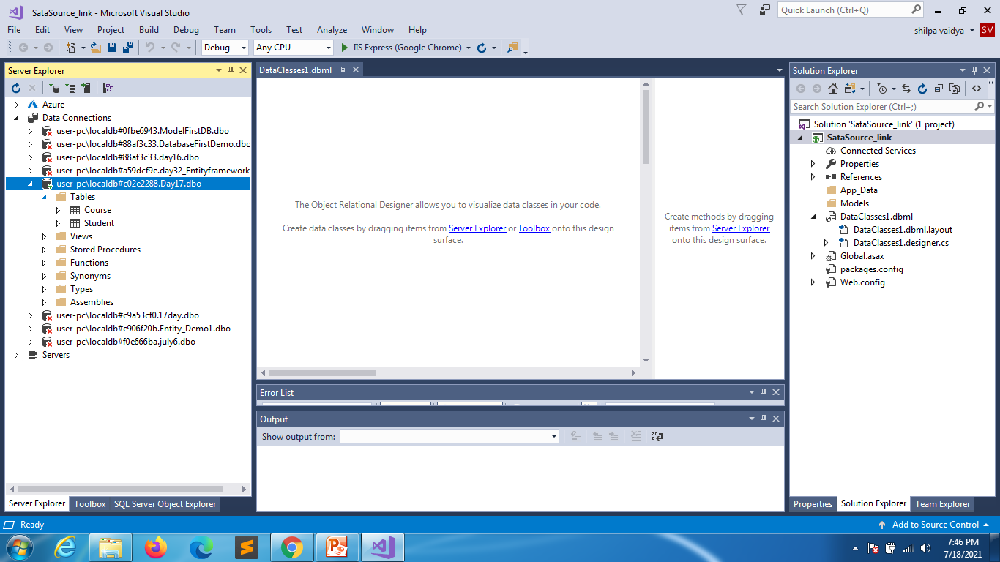 SataSource_link - Microsoft Visual Studio
Quick Launch (Ctrl+Q)
File Edit View Project Build Debug Team Tools Test Analyze Window Help
shilpa vaidya SV
Debug Any CPU IIS Express (Google Chrome)
Server Explorer
Azure
Data Connections
user-pc\localdb#0fbe6943.ModelFirstDB.dbo
user-pc\localdb#88af3c33.DatabaseFirstDemo.dbo
user-pc\localdb#88af3c33.day16.dbo
user-pc\localdb#a59dcf9e.day32_Entityframework
user-pc\localdb#c02e2288.Day17.dbo
Tables
Course
Student
Views
Stored Procedures
Functions
Synonyms
Types
Assemblies
user-pc\localdb#c9a53cf0.17day.dbo
user-pc\localdb#e906f20b.Entity_Demo1.dbo
user-pc\localdb#f0e666ba.july6.dbo
Servers
Server Explorer Toolbox SQL Server Object Explorer
DataClasses1.dbml
The Object Relational Designer allows you to visualize data classes in your code.
Create data classes by dragging items from Server Explorer or Toolbox onto this design
surface.
Create methods by dragging
items from Server Explorer
onto this design surface.
Error List
Output
Show output from:
Solution Explorer
Search Solution Explorer (Ctrl+;)
Solution 'SataSource_link' (1 project)
SataSource_link
Connected Services
Properties
References
App_Data
Models
DataClasses1.dbml
DataClasses1.dbml.layout
DataClasses1.designer.cs
Global.asax
packages.config
Web.config
Properties Solution Explorer Team Explorer
Ready
Add to Source Control
7:46 PM
7/18/2021